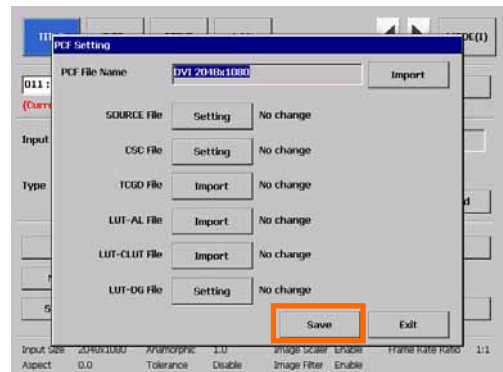 PCF Setting
PCF File Name DVI 2048x1080 Import
011 :
SOURCE File Setting No change
Input
CSC File Setting No change
Type
TCGD File Import No change
LUT-AL File Import No change
LUT-CLUT File Import No change
LUT-DG File Setting No change
Save Exit
Input Size 2048x1080 Anamorphic 1.0 Image Scaler Enable Frame Rate Ratio 1:1
Aspect 0.0 Tolerance Disable Image Filter Enable